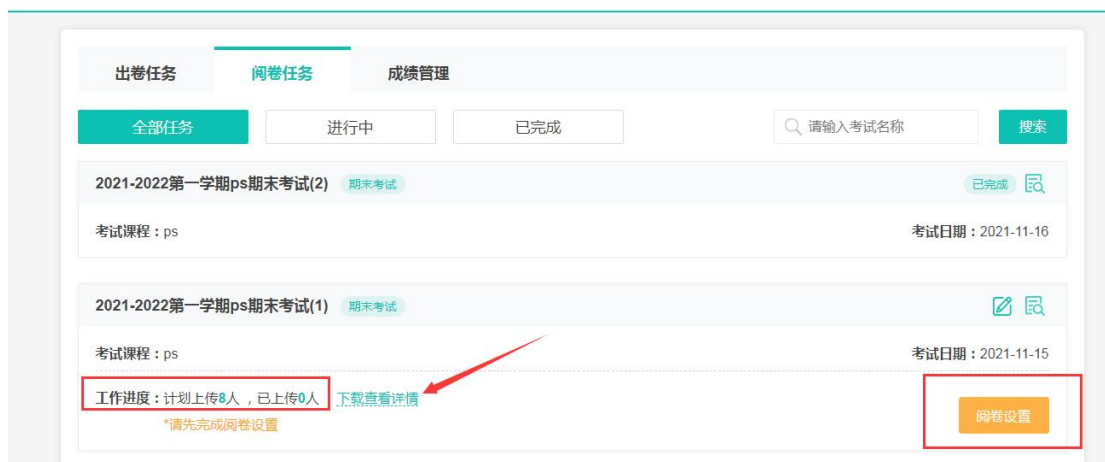 出卷任务 阅卷任务 成绩管理
全部任务 进行中 已完成 请输入考试名称 搜索
2021-2022第一学期ps期末考试(2) 期末考试 已完成
考试课程：ps 考试日期：2021-11-16
2021-2022第一学期ps期末考试(1) 期末考试
考试课程：ps 考试日期：2021-11-15
工作进度：计划上传8人，已上传0人 下载查看详情
*请先完成阅卷设置 阅卷设置